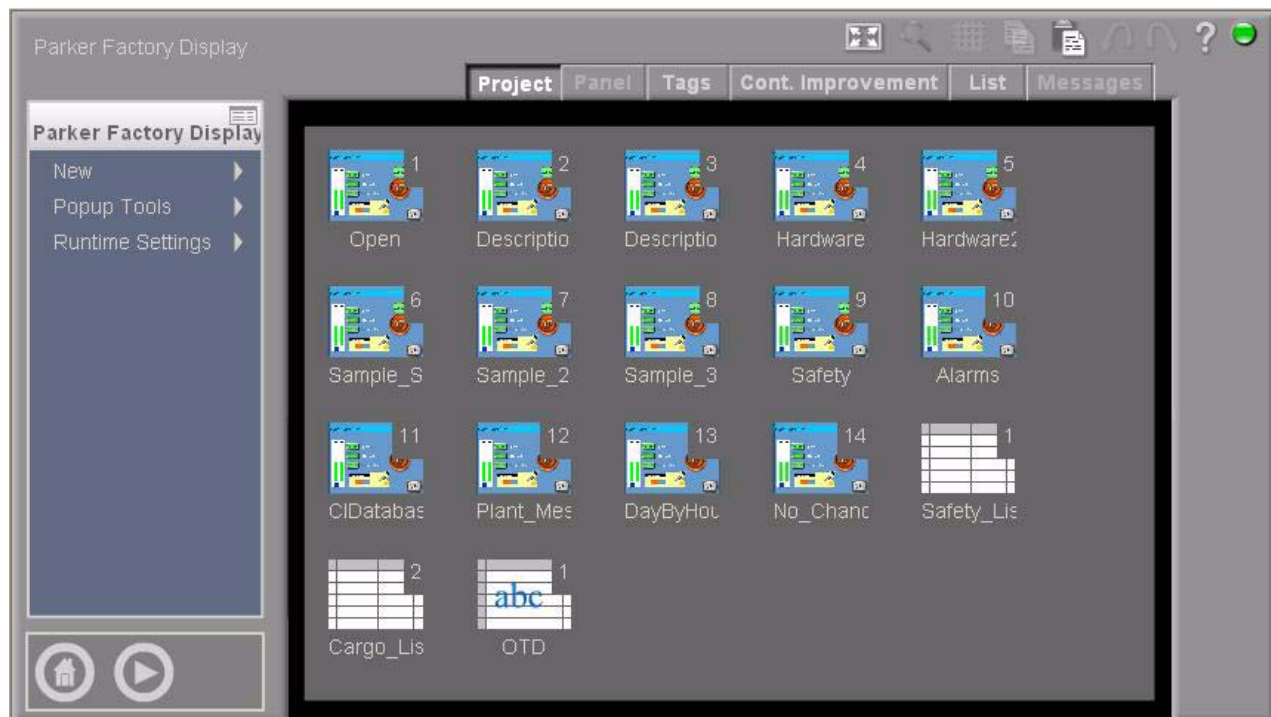 Parker Factory Display
?
Project Panel Tags Cont. Improvement List Messages
Parker Factory Display
New
Popup Tools
Runtime Settings
1 2 3 4 5
Open Descriptio Descriptio Hardware Hardware2
6 7 8 9 10
Sample_S Sample_2 Sample_3 Safety Alarms
11 12 13 14 1
CIDatabas Plant_Mes DayByHou No_Chanc Safety_Lis
2 1
abc
Cargo_Lis OTD